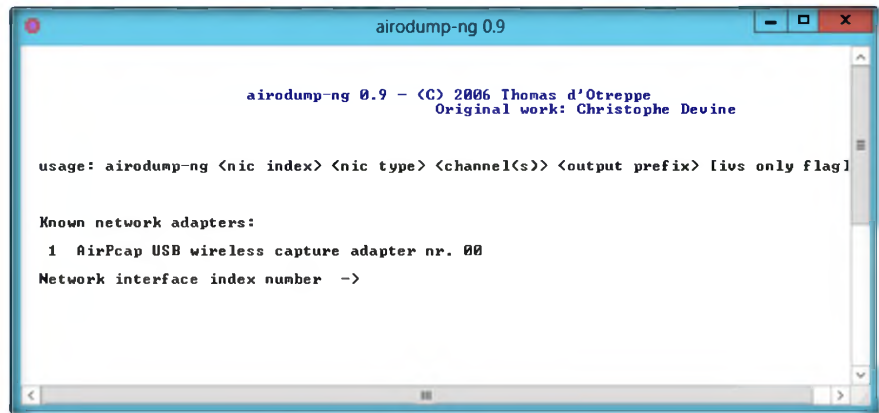 airodump-ng 0.9
airodump-ng 0.9 - (C) 2006 Thomas d'Otreppe
Original work: Christophe Devine
usage: airodump-ng <nic index> <nic type> <channel(s)> <output prefix> [ivs only flag]
Known network adapters:
1 AirPcap USB wireless capture adapter nr. 00
Network interface index number ->